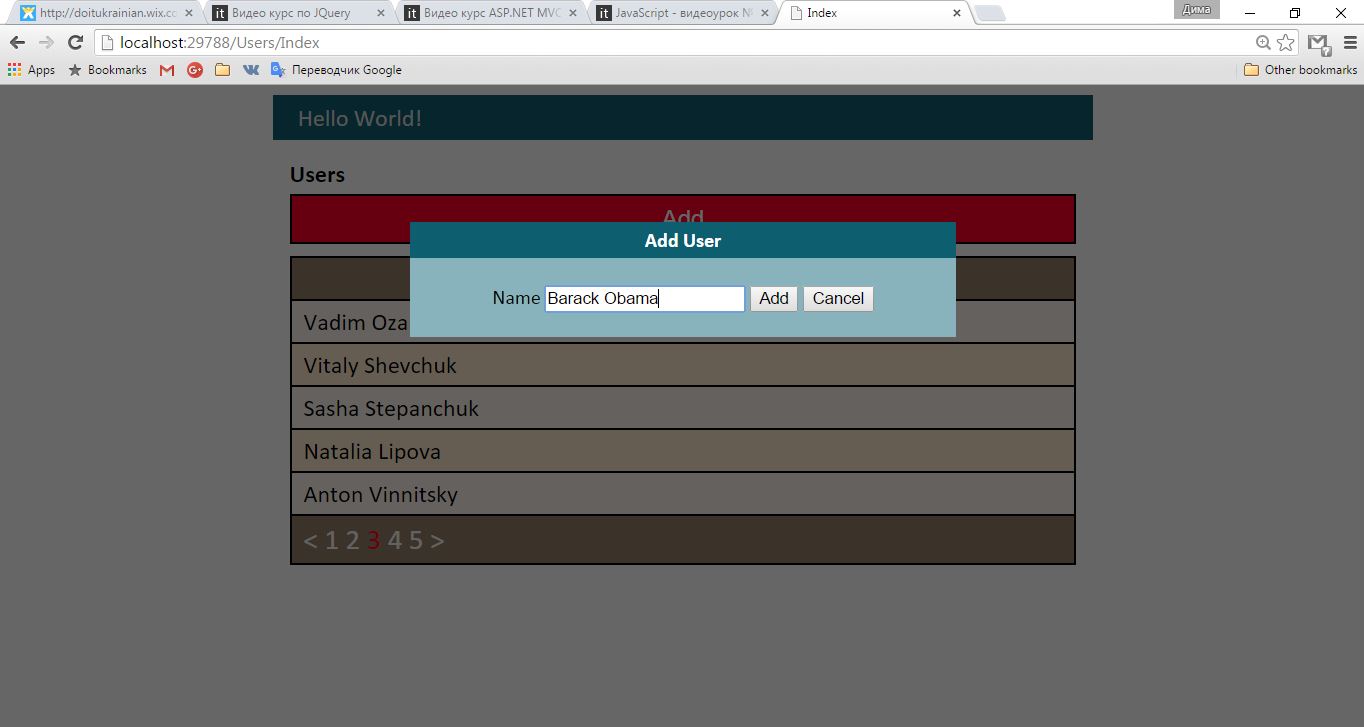 http://doitukrainian.wix.co
Видео курс по JQuery
Видео курс ASP.NET MVC
JavaScript - видеоурок №
Index
Дима
localhost:29788/Users/Index
Apps
Bookmarks
Переводчик Google
Other bookmarks
Hello World!
Users
Add
Add User
Name Barack Obama Add Cancel
Vadim Oza
Vitaly Shevchuk
Sasha Stepanchuk
Natalia Lipova
Anton Vinnitsky
< 1 2 3 4 5 >